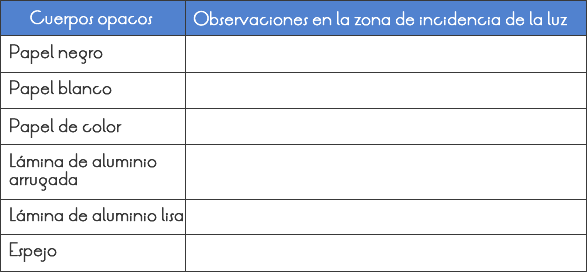 Cuerpos opacos
Observaciones en la zona de incidencia de la luz
Papel negro
Papel blanco
Papel de color
Lámina de aluminio
arrugada
Lámina de aluminio lisa
Espejo